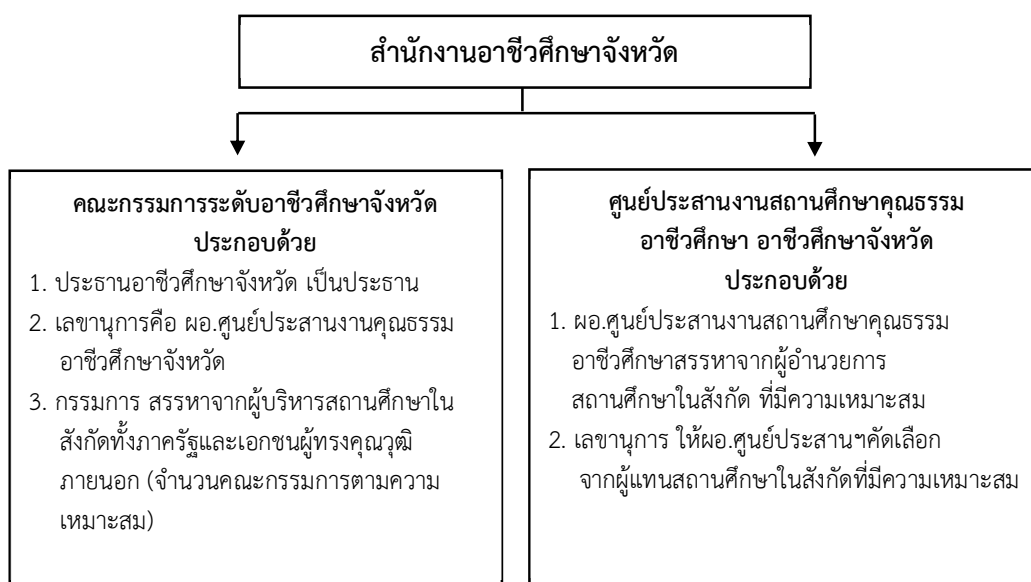 สำนักงานอาชีวศึกษาจังหวัด
คณะกรรมการระดับอาชีวศึกษาจังหวัด
ประกอบด้วย
1. ประธานอาชีวศึกษาจังหวัด เป็นประธาน
2. เลขานุการคือ ผอ.ศูนย์ประสานงานคุณธรรม
อาชีวศึกษาจังหวัด
3. กรรมการ สรรหาจากผู้บริหารสถานศึกษาใน
สังกัดทั้งภาครัฐและเอกชนผู้ทรงคุณวุฒิ
ภายนอก (จำนวนคณะกรรมการตามความ
เหมาะสม)
ศูนย์ประสานงานสถานศึกษาคุณธรรม
อาชีวศึกษา อาชีวศึกษาจังหวัด
ประกอบด้วย
1. ผอ.ศูนย์ประสานงานสถานศึกษาคุณธรรม
อาชีวศึกษาสรรหาจากผู้อำนวยการ
สถานศึกษาในสังกัด ที่มีความเหมาะสม
2. เลขานุการ ให้ผอ.ศูนย์ประสานฯคัดเลือก
จากผู้แทนสถานศึกษาในสังกัดที่มีความเหมาะสม